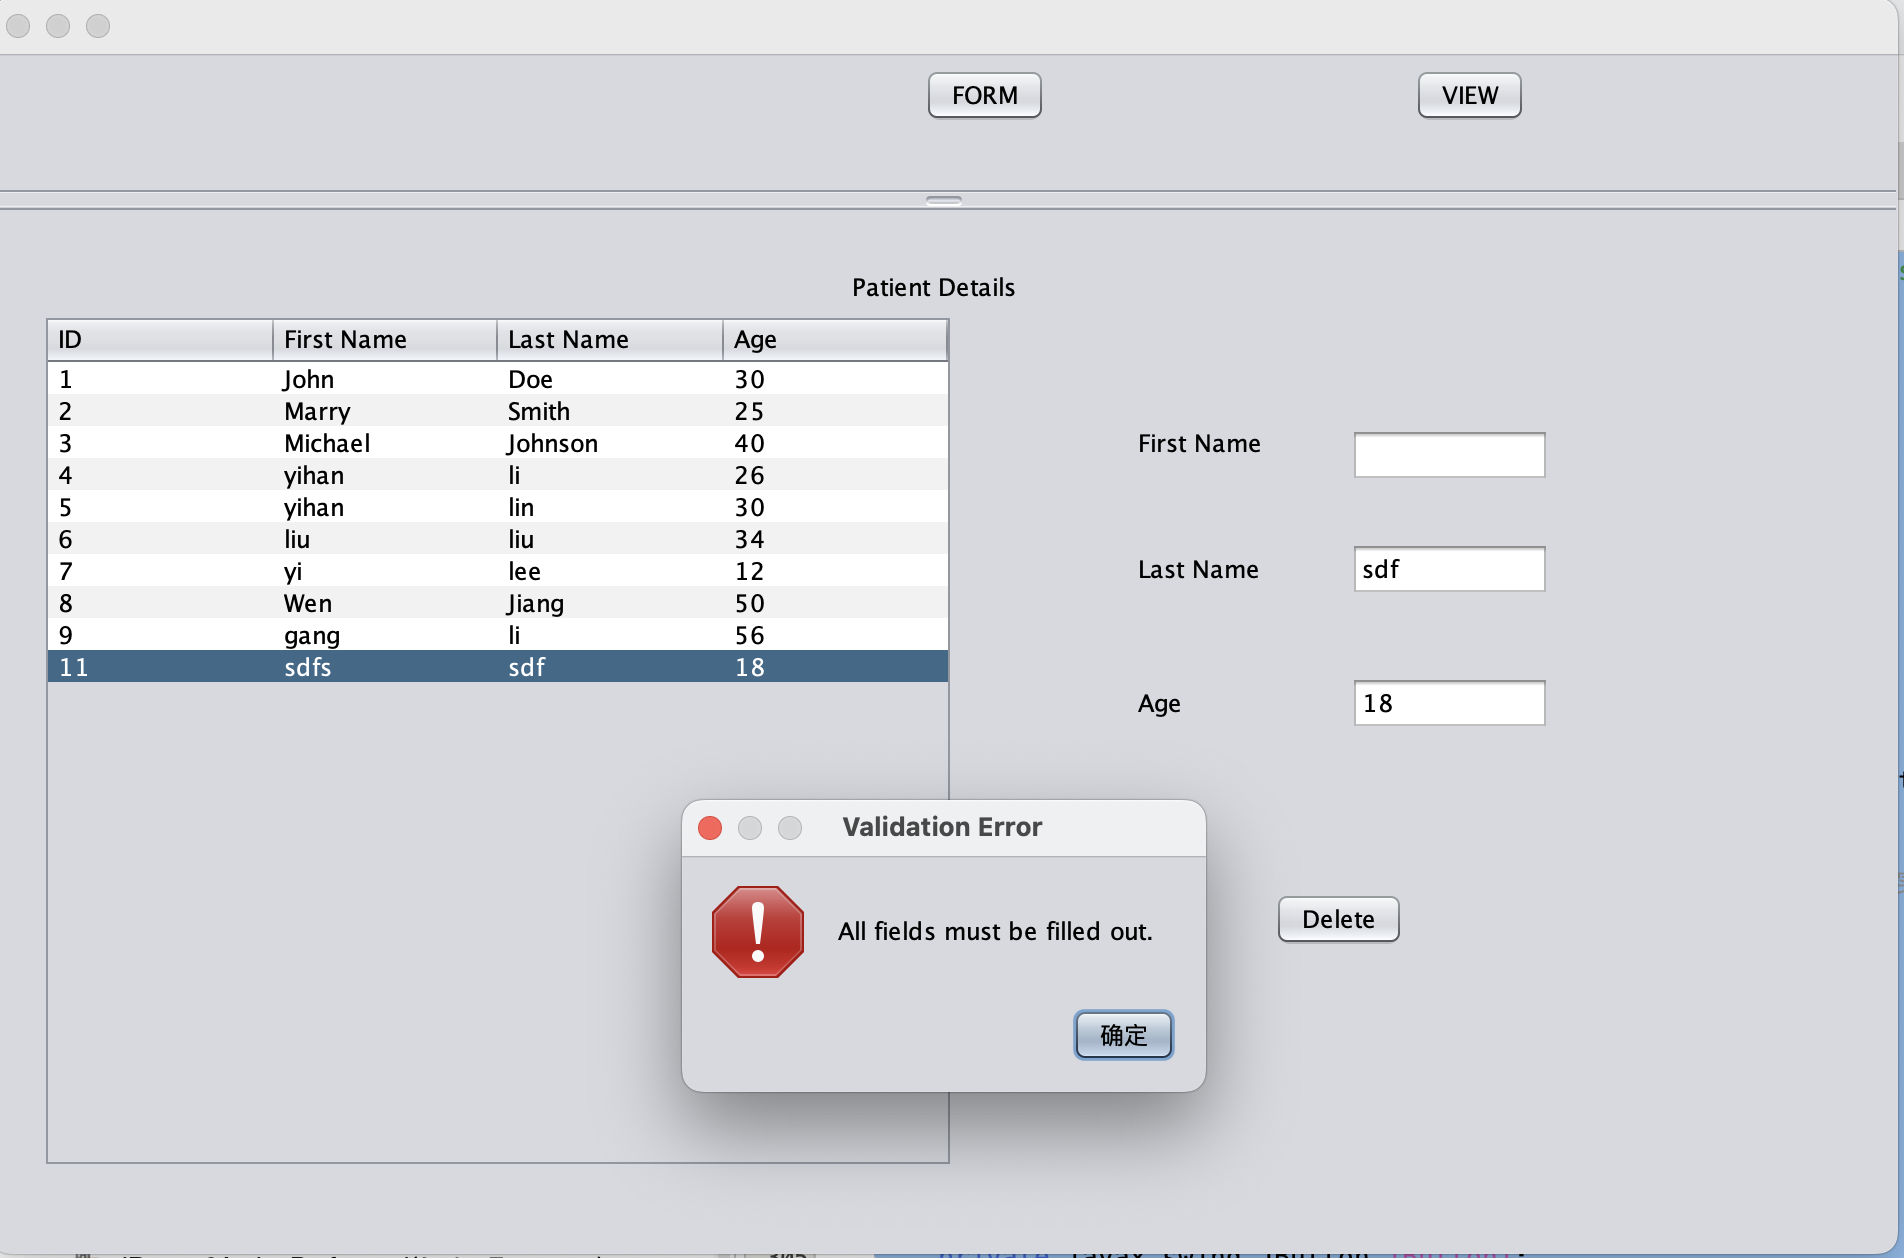 FORM VIEW
Patient Details
ID First Name Last Name Age
1 John Doe 30
2 Marry Smith 25
3 Michael Johnson 40
4 yihan li 26
5 yihan lin 30
6 liu liu 34
7 yi lee 12
8 Wen Jiang 50
9 gang li 56
11 sdfs sdf 18
First Name
Last Name sdf
Age 18
Validation Error
All fields must be filled out.
确定
Delete